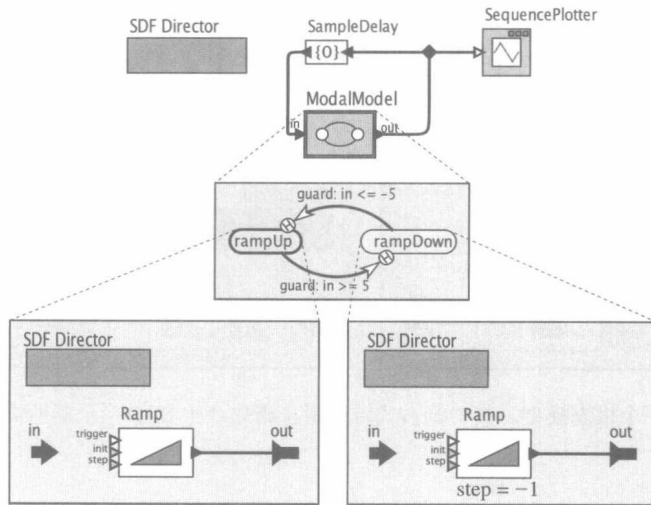 SDF Director
SampleDelay
SequencePlotter
{0}
ModalModel
in
out
guard: in <= -5
rampUp
rampDown
guard: in >= 5
SDF Director
Ramp
in
trigger
init
step
out
SDF Director
Ramp
in
trigger
init
step
out
step = −1